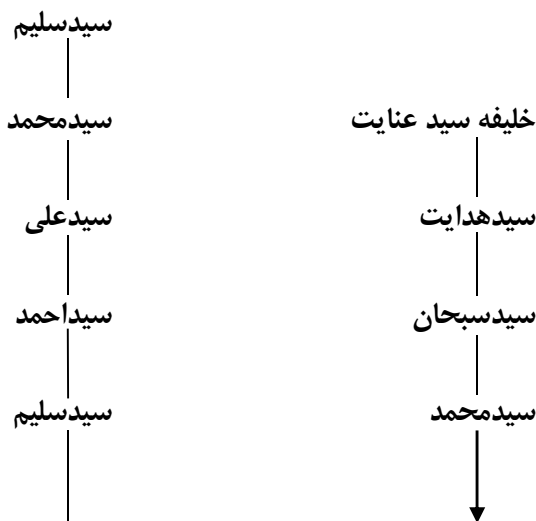 سیدسلیم
خلیفه سید عنایت
سیدمحمد
سیدهدایت
سیدعلی
سیدسبحان
سیداحمد
سیدمحمد
سیدسلیم